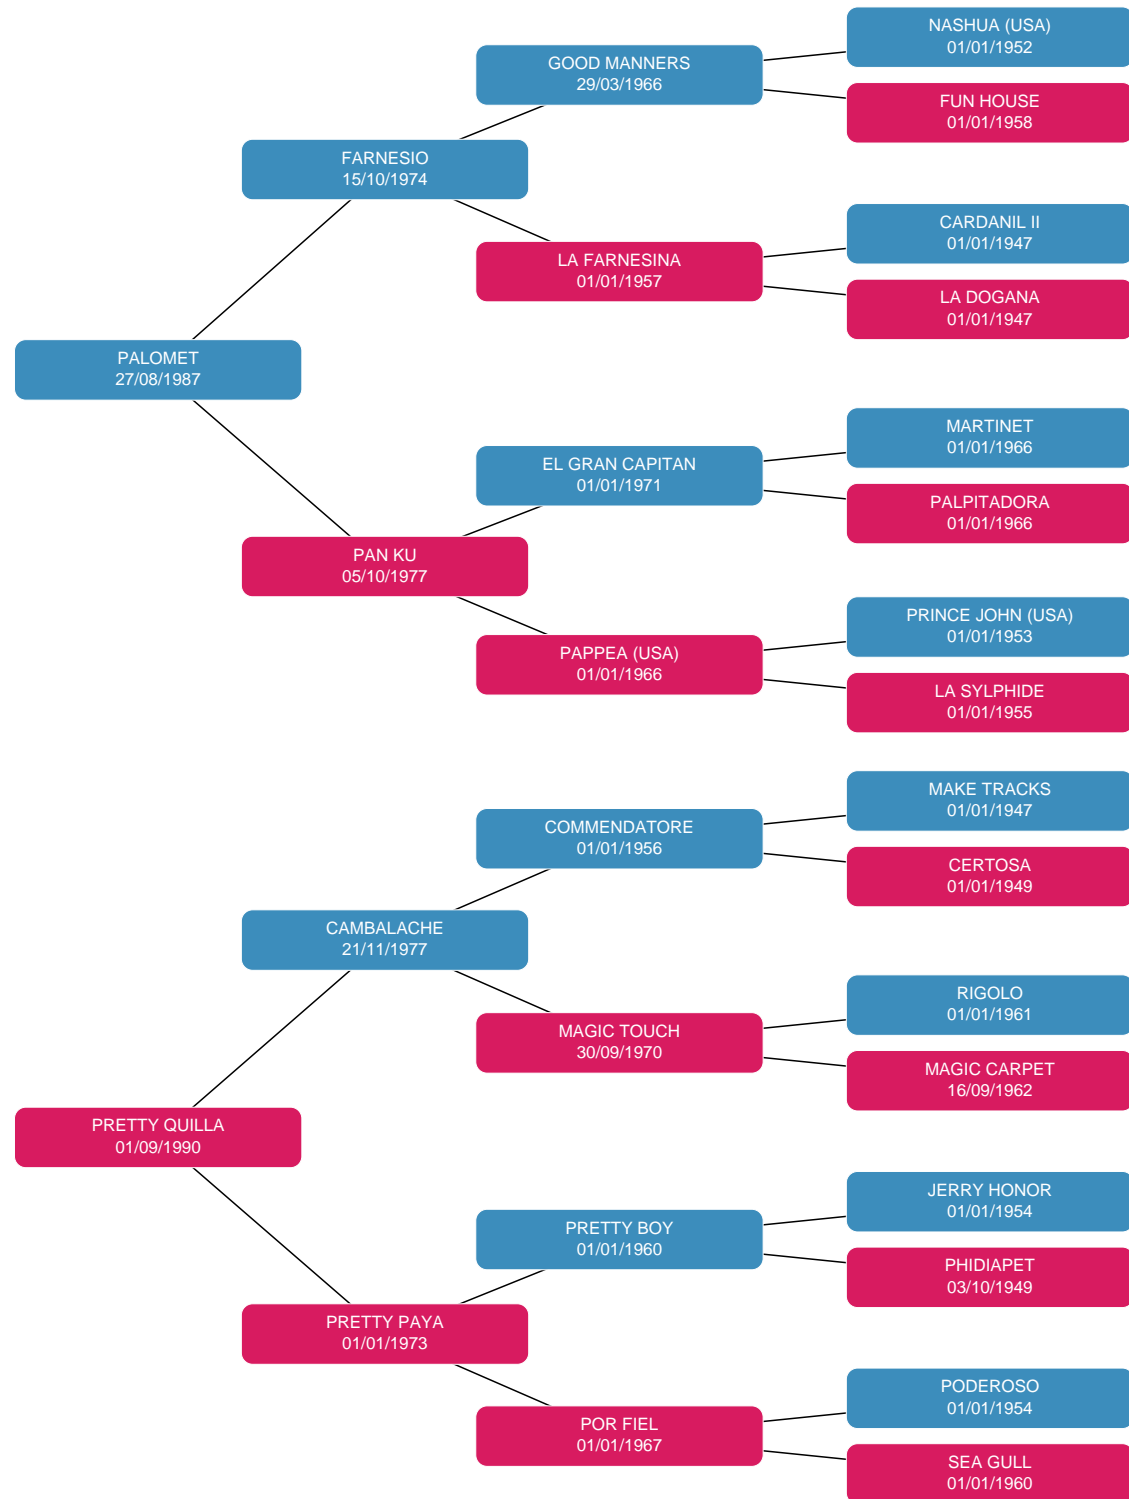 NASHUA (USA)
01/01/1952
GOOD MANNERS
29/03/1966
FUN HOUSE
01/01/1958
FARNESIO
15/10/1974
CARDANIL II
01/01/1947
LA FARNESINA
01/01/1957
LA DOGANA
01/01/1947
PALOMET
27/08/1987
MARTINET
01/01/1966
EL GRAN CAPITAN
01/01/1971
PALPITADORA
01/01/1966
PAN KU
05/10/1977
PRINCE JOHN (USA)
01/01/1953
PAPPEA (USA)
01/01/1966
LA SYLPHIDE
01/01/1955
MAKE TRACKS
01/01/1947
COMMENDATORE
01/01/1956
CERTOSA
01/01/1949
CAMBALACHE
21/11/1977
RIGOLO
01/01/1961
MAGIC TOUCH
30/09/1970
MAGIC CARPET
16/09/1962
PRETTY QUILLA
01/09/1990
JERRY HONOR
01/01/1954
PRETTY BOY
01/01/1960
PHIDIAPET
03/10/1949
PRETTY PAYA
01/01/1973
PODEROSO
01/01/1954
POR FIEL
01/01/1967
SEA GULL
01/01/1960